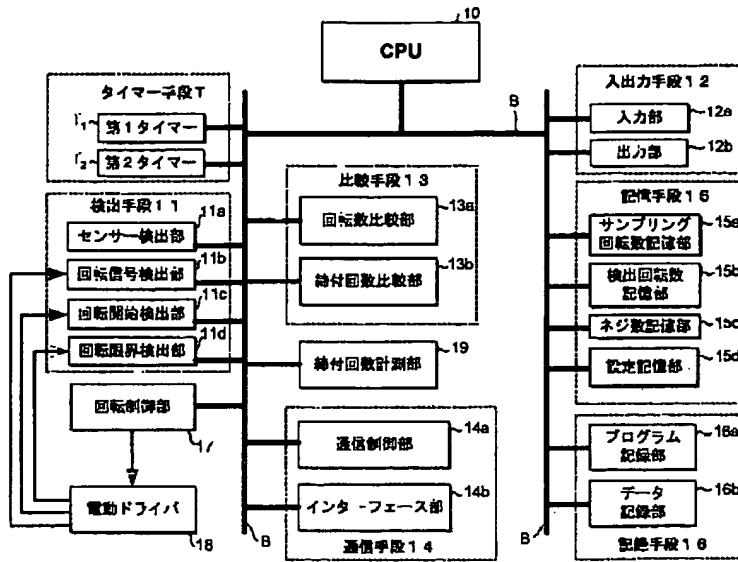 10
CPU
タイマー手段T
T₁
第1タイマー
T₂
第2タイマー
検出手段11
11a
センサー検出部
11b
回転信号検出部
11c
回転開始検出部
11d
回転限界検出部
回転制御部
17
電動ドライバ
18
B
B
B
比較手段13
13a
回転数比較部
13b
締付回数比較部
19
締付回数計測部
14a
通信制御部
14b
インターフェース部
通信手段14
入出力手段12
12a
入力部
12b
出力部
記憶手段15
15a
サンプリング
回転数記憶部
15b
検出回転数
記憶部
15c
ネジ数記憶部
15d
設定記憶部
16a
プログラム
記録部
16b
データ
記録部
記録手段16